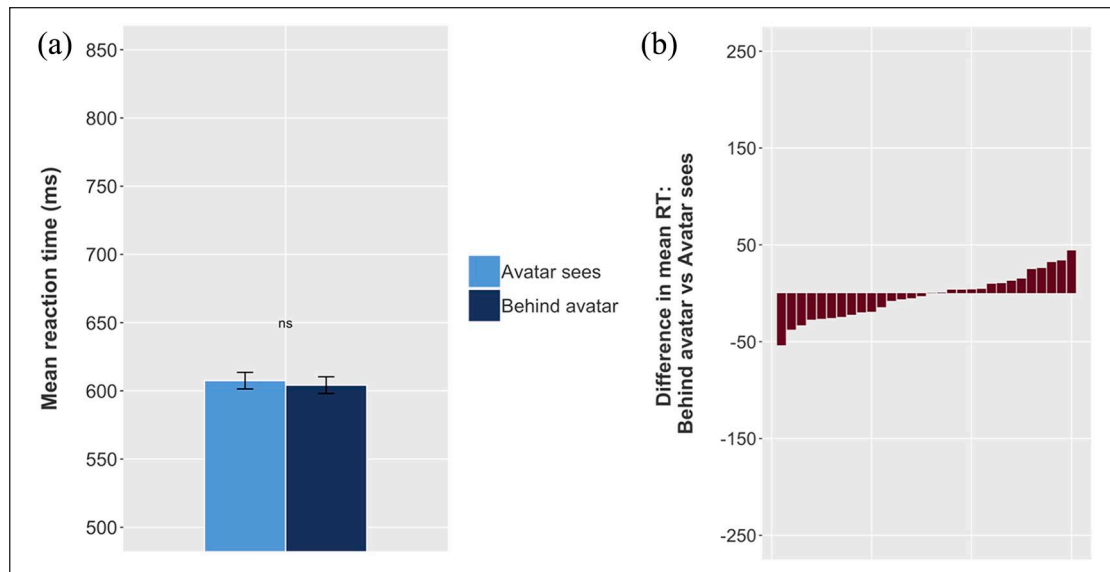 (a)
850
800
750
700
650
600
550
500
Mean reaction time (ms)
ns
Avatar sees
Behind avatar
(b)
250
150
50
-50
-150
-250
Difference in mean RT:
Behind avatar vs Avatar sees